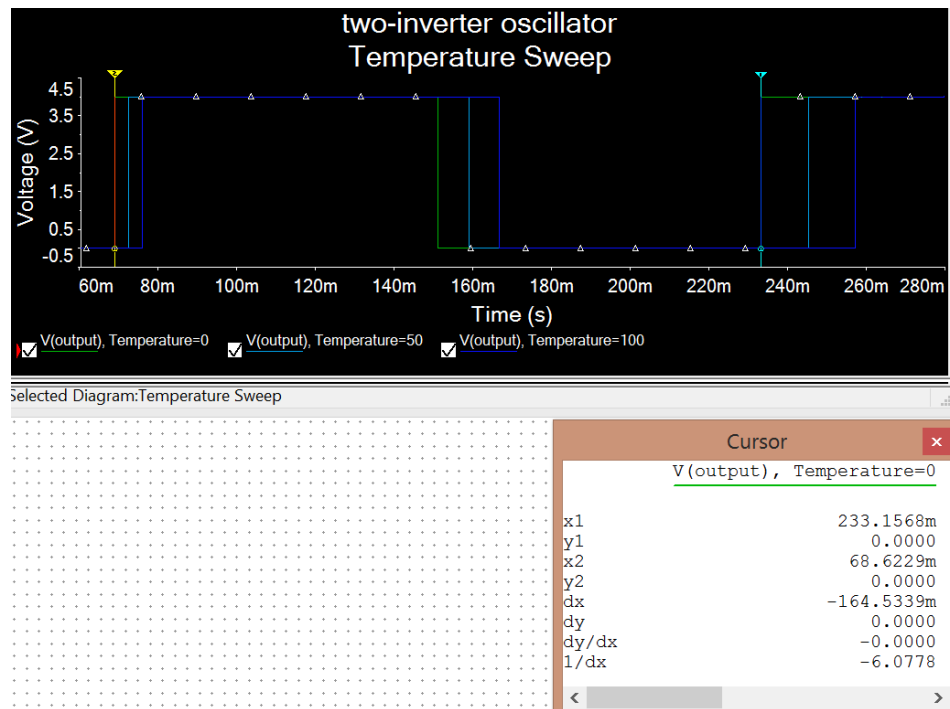 two-inverter oscillator
Temperature Sweep
2
1
Voltage (V)
4.5
3.5
2.5
1.5
0.5
-0.5
60m 80m 100m 120m 140m 160m 180m 200m 220m 240m 260m 280m
Time (s)
V(output), Temperature=0 V(output), Temperature=50 V(output), Temperature=100
Selected Diagram:Temperature Sweep
Cursor
V(output), Temperature=0
x1 233.1568m
y1 0.0000
x2 68.6229m
y2 0.0000
dx -164.5339m
dy 0.0000
dy/dx -0.0000
1/dx -6.0778